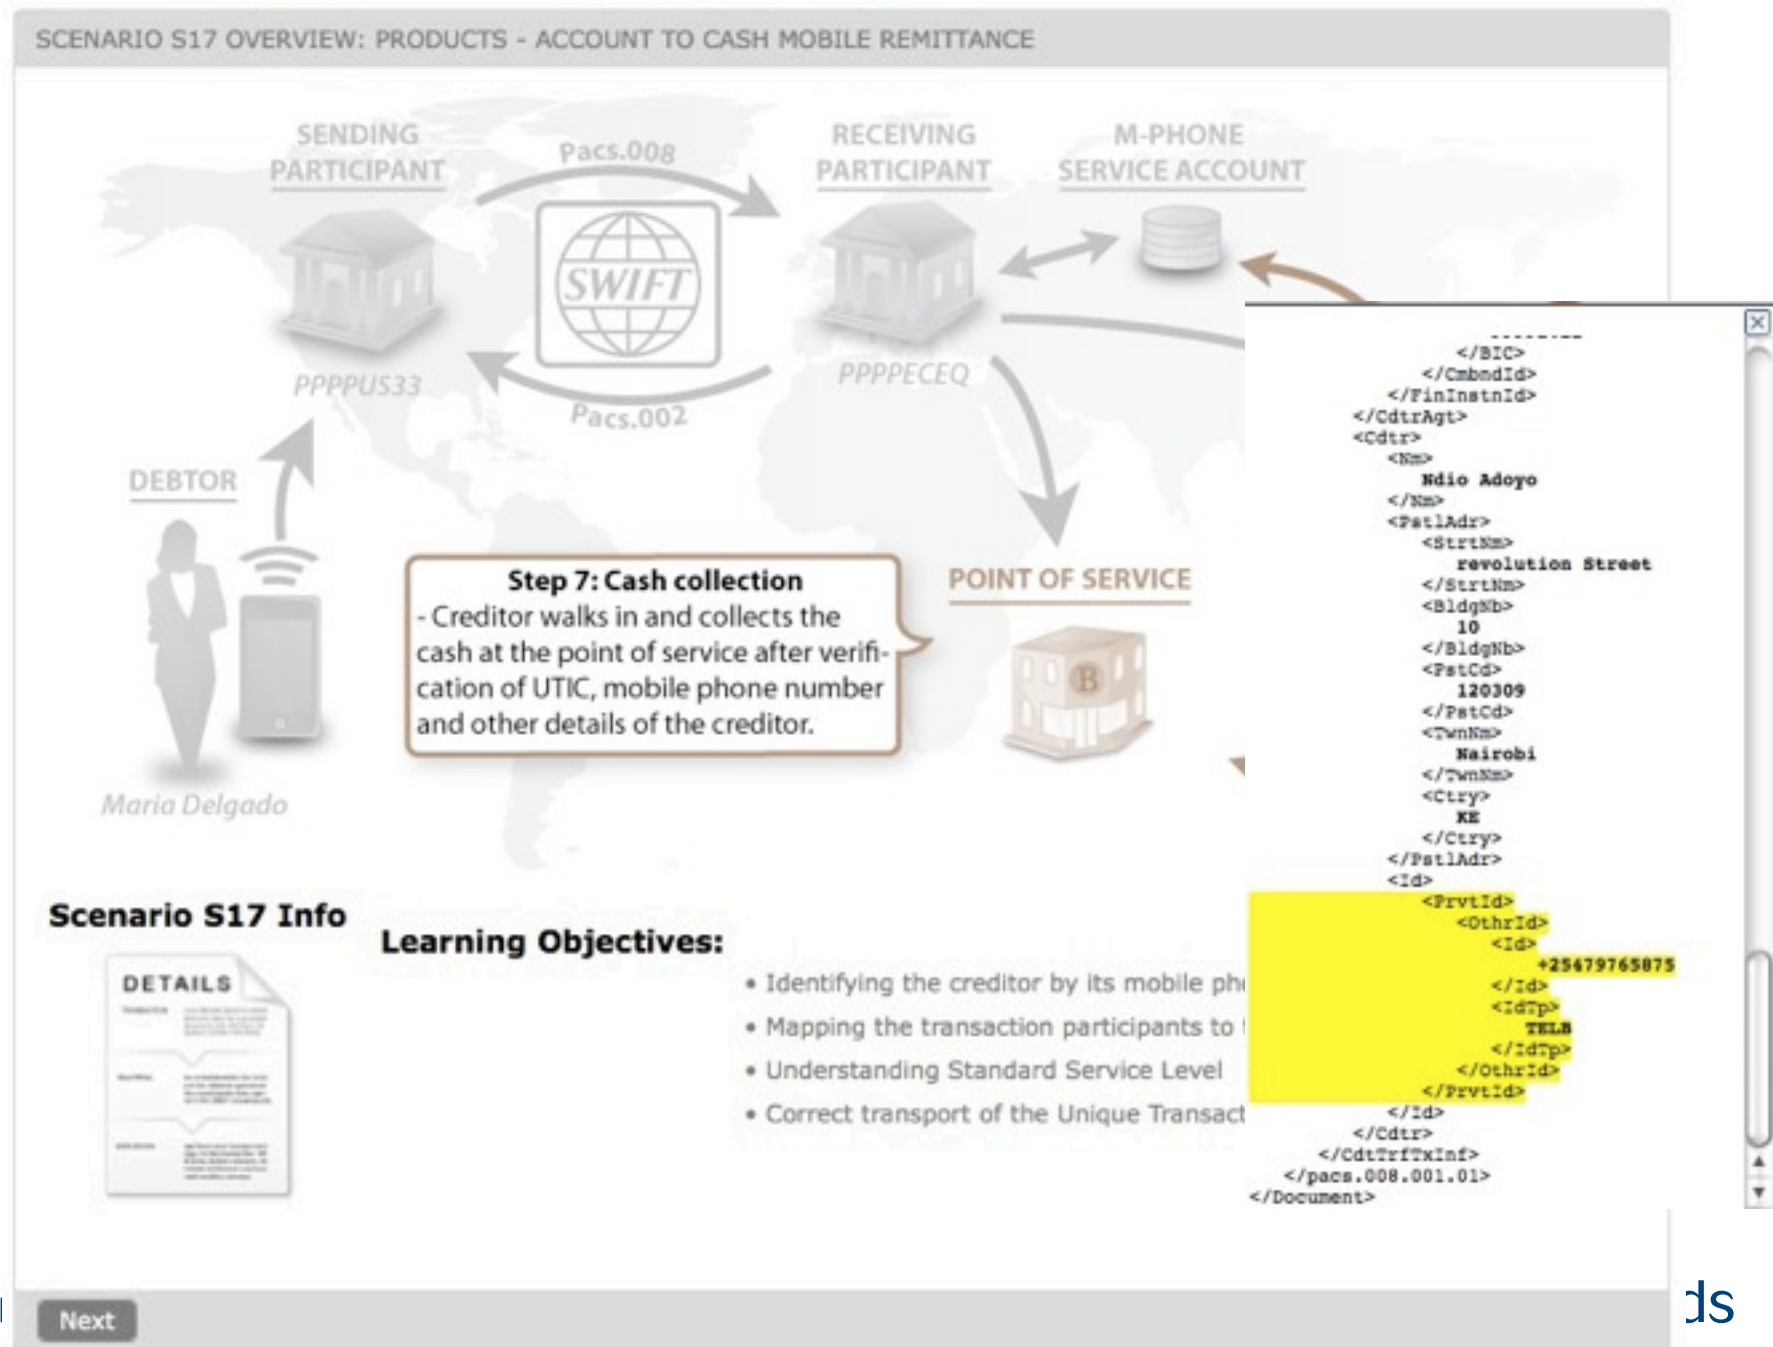 SCENARIO S17 OVERVIEW: PRODUCTS - ACCOUNT TO CASH MOBILE REMITTANCE
SENDING
PARTICIPANT
Pacs.008
RECEIVING
PARTICIPANT
M-PHONE
SERVICE ACCOUNT
SWIFT
PPPPUS33
PPPPECEQ
Pacs.002
DEBTOR
Maria Delgado
Step 7: Cash collection
- Creditor walks in and collects the
cash at the point of service after verifi-
cation of UTIC, mobile phone number
and other details of the creditor.
POINT OF SERVICE
B
</BIC>
</CmbndId>
</FinInstnId>
</CdtrAgt>
<Cdtr>
<Nm>
Ndio Adoyo
</Nm>
<PstlAdr>
<StrtNm>
revolution Street
</StrtNm>
<BldgNb>
10
</BldgNb>
<PstCd>
120309
</PstCd>
<TwnNm>
Nairobi
</TwnNm>
<Ctry>
KE
</Ctry>
</PstlAdr>
<Id>
<PrvtId>
<OthrId>
<Id>
+25479765875
</Id>
<IdTp>
TELB
</IdTp>
</OthrId>
</PrvtId>
</Id>
</Cdtr>
</CdtTrfTxInf>
</pacs.008.001.01>
</Document>
Scenario S17 Info
DETAILS
Learning Objectives:
• Identifying the creditor by its mobile
• Mapping the transaction participants to
• Understanding Standard Service Level
• Correct transport of the Unique
Next
ds